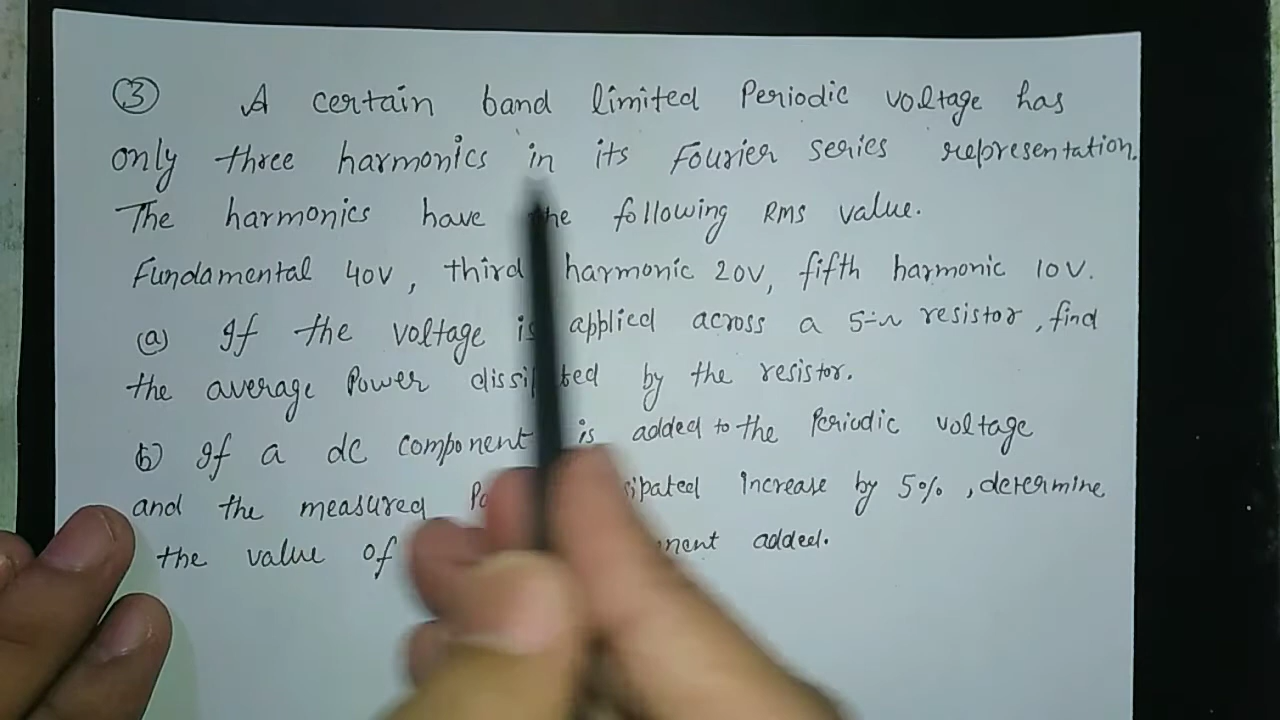 ③ A certain band limited Periodic voltage has
only three harmonics in its Fourier series representation.
The harmonics have the following RMS value.
Fundamental 40V, third harmonic 20V, fifth harmonic 10V.
(a) If the voltage is applied across a 5-Ω resistor, find
the average Power dissipated by the resistor.
(b) If a dc component is added to the Periodic voltage
and the measured increase by 5%, determine
the value of added.